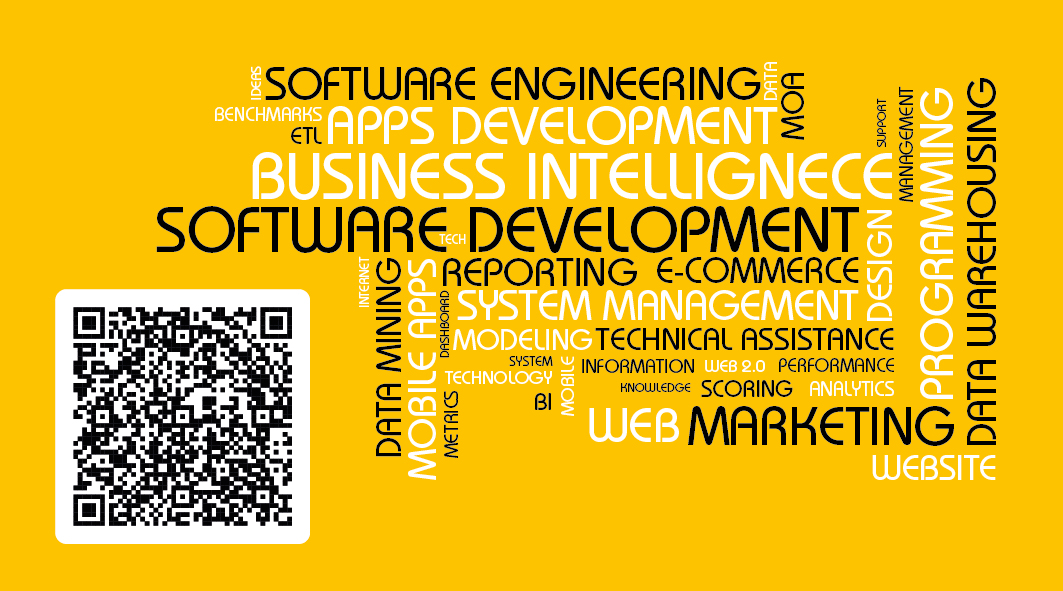 IDEAS
SOFTWARE ENGINEERING
DATA
MOA
BENCHMARKS
ETL
APPS DEVELOPMENT
SUPPORT
MANAGEMENT
PROGRAMMING
DATA WAREHOUSING
BUSINESS INTELLIGNECE
SOFTWARE DEVELOPMENT
TECH
DESIGN
INTERNET
DATA MINING
MOBILE APPS
REPORTING
E-COMMERCE
DASHBOARD
SYSTEM MANAGEMENT
MODELING
TECHNICAL ASSISTANCE
SYSTEM
MOBILE
INFORMATION
WEB 2.0
PERFORMANCE
TECHNOLOGY
KNOWLEDGE
SCORING
ANALYTICS
METRICS
BI
WEB
MARKETING
WEBSITE